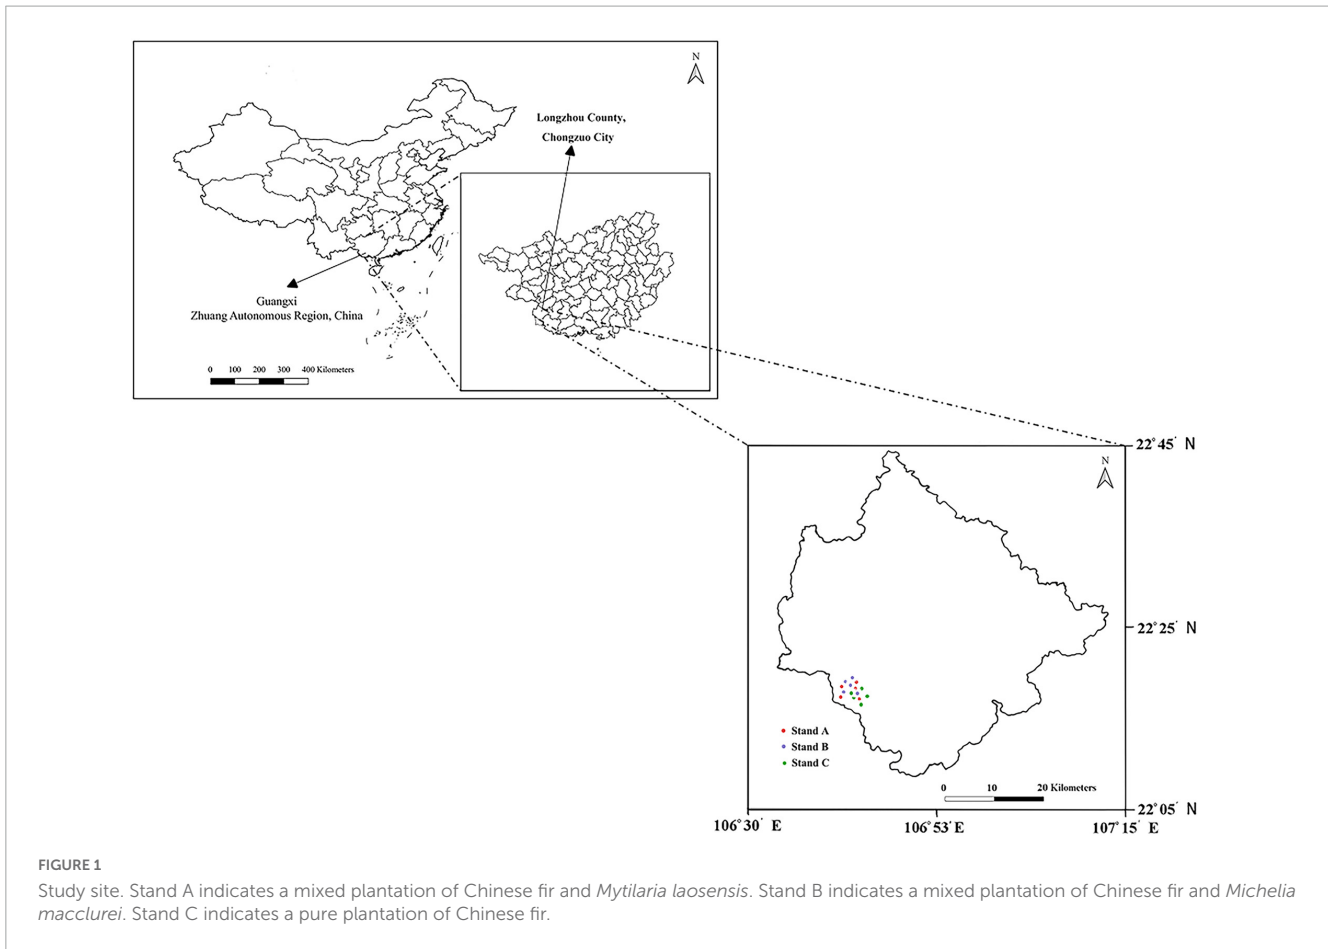 N
Longzhou County,
Chongzuo City
Guangxi
Zhuang Autonomous Region, China
0 100 200 300 400 Kilometers
22°45′ N
N
22°25′ N
Stand A
Stand B
Stand C
0 10 20 Kilometers
22°05′ N
106°30′ E 106°53′E 107°15′ E
FIGURE 1
Study site. Stand A indicates a mixed plantation of Chinese fir and Mytilaria laosensis. Stand B indicates a mixed plantation of Chinese fir and Michelia
macclurei. Stand C indicates a pure plantation of Chinese fir.